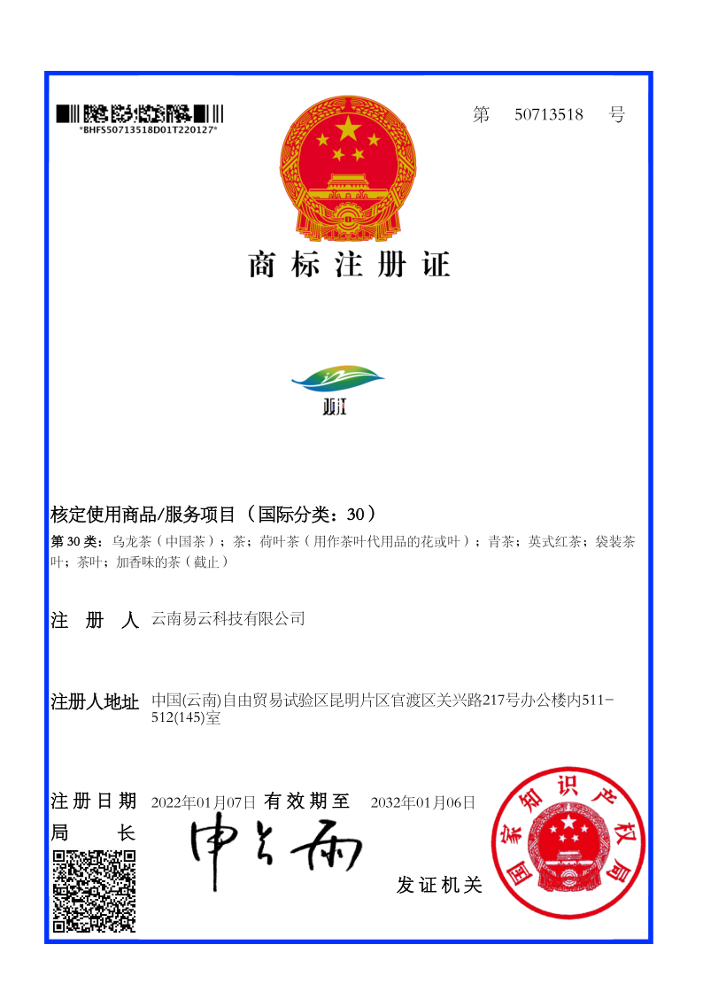 第 50713518 号
*BHFS50713518D01T220127*
商标注册证
核定使用商品/服务项目（国际分类：30）
第 30 类：乌龙茶（中国茶）；茶；荷叶茶（用作茶叶代用品的花或叶）；青茶；英式红茶；袋装茶
叶；茶叶；加香味的茶（截止）
注 册 人 云南易云科技有限公司
注册人地址 中国(云南)自由贸易试验区昆明片区官渡区关兴路217号办公楼内511-
512(145)室
注册日期 2022年01月07日 有效期至 2032年01月06日
局 长 申长雨
发证机关
国家知识产权局